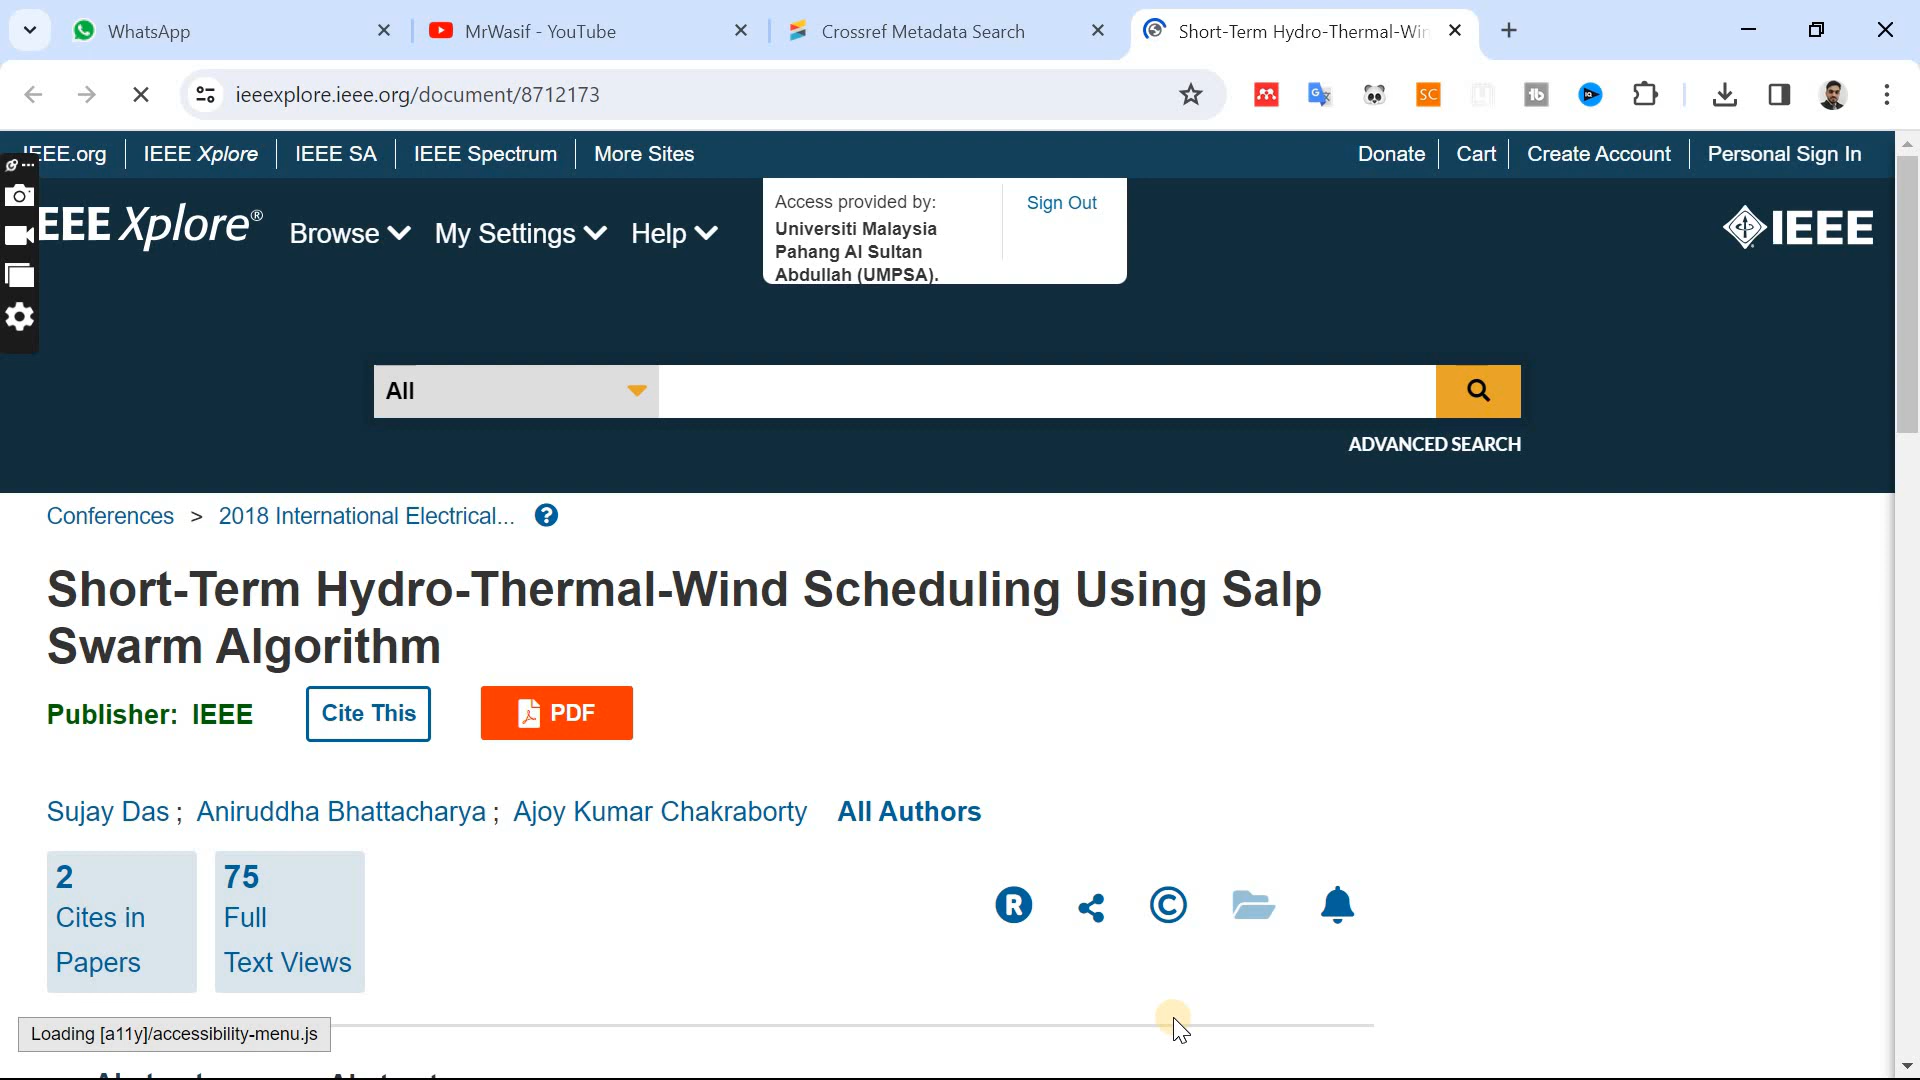 WhatsApp
MrWasif - YouTube
Crossref Metadata Search
Short-Term Hydro-Thermal-Wir
ieeexplore.ieee.org/document/8712173
SC
IEEE.org
IEEE Xplore
IEEE SA
IEEE Spectrum
More Sites
Donate
Cart
Create Account
Personal Sign In
EEE Xplore®
Browse
My Settings
Help
Access provided by:
Universiti Malaysia
Pahang Al Sultan
Abdullah (UMPSA).
Sign Out
IEEE
All
ADVANCED SEARCH
Conferences > 2018 International Electrical... ?
Short-Term Hydro-Thermal-Wind Scheduling Using Salp
Swarm Algorithm
Publisher: IEEE
Cite This
PDF
Sujay Das ; Aniruddha Bhattacharya ; Ajoy Kumar Chakraborty All Authors
2
Cites in
Papers
75
Full
Text Views
R
©
Loading [a11y]/accessibility-menu.js